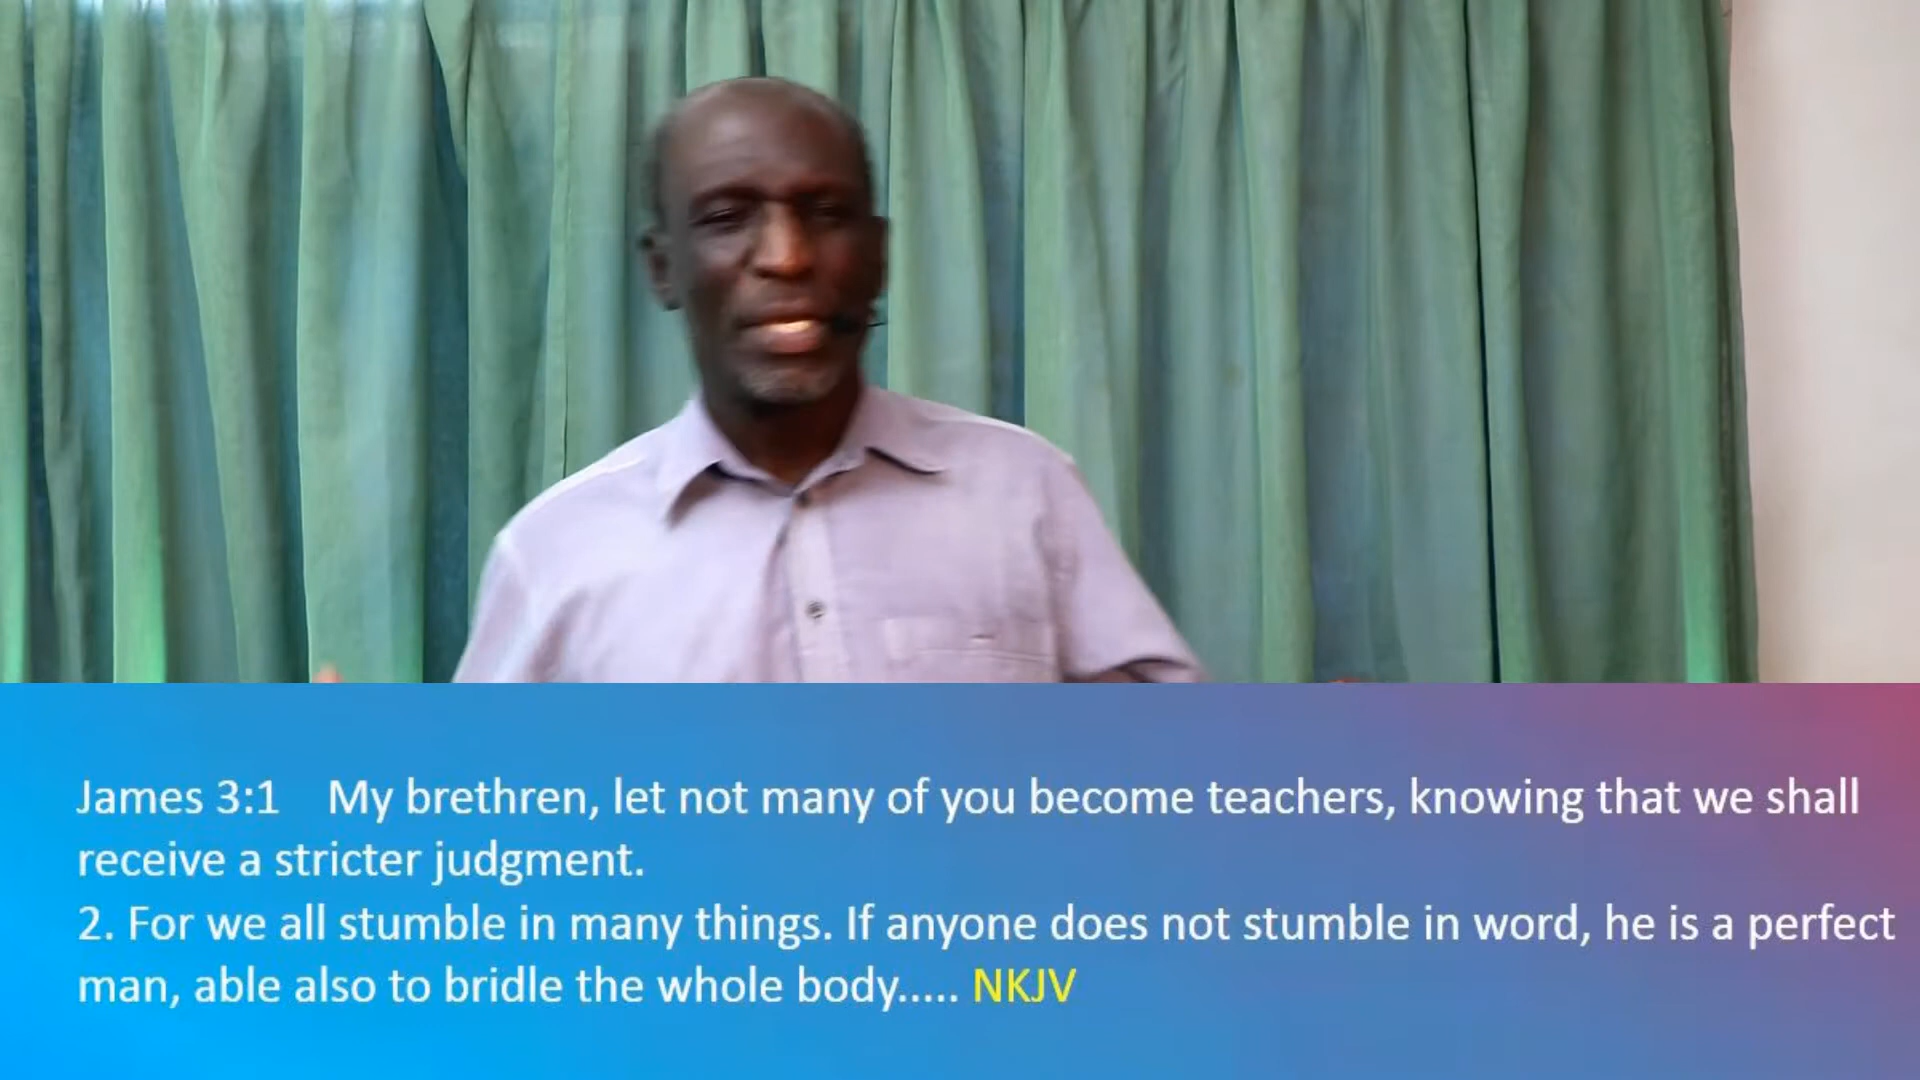 James 3:1 My brethren, let not many of you become teachers, knowing that we shall
receive a stricter judgment.
2. For we all stumble in many things. If anyone does not stumble in word, he is a perfect
man, able also to bridle the whole body..... NKJV